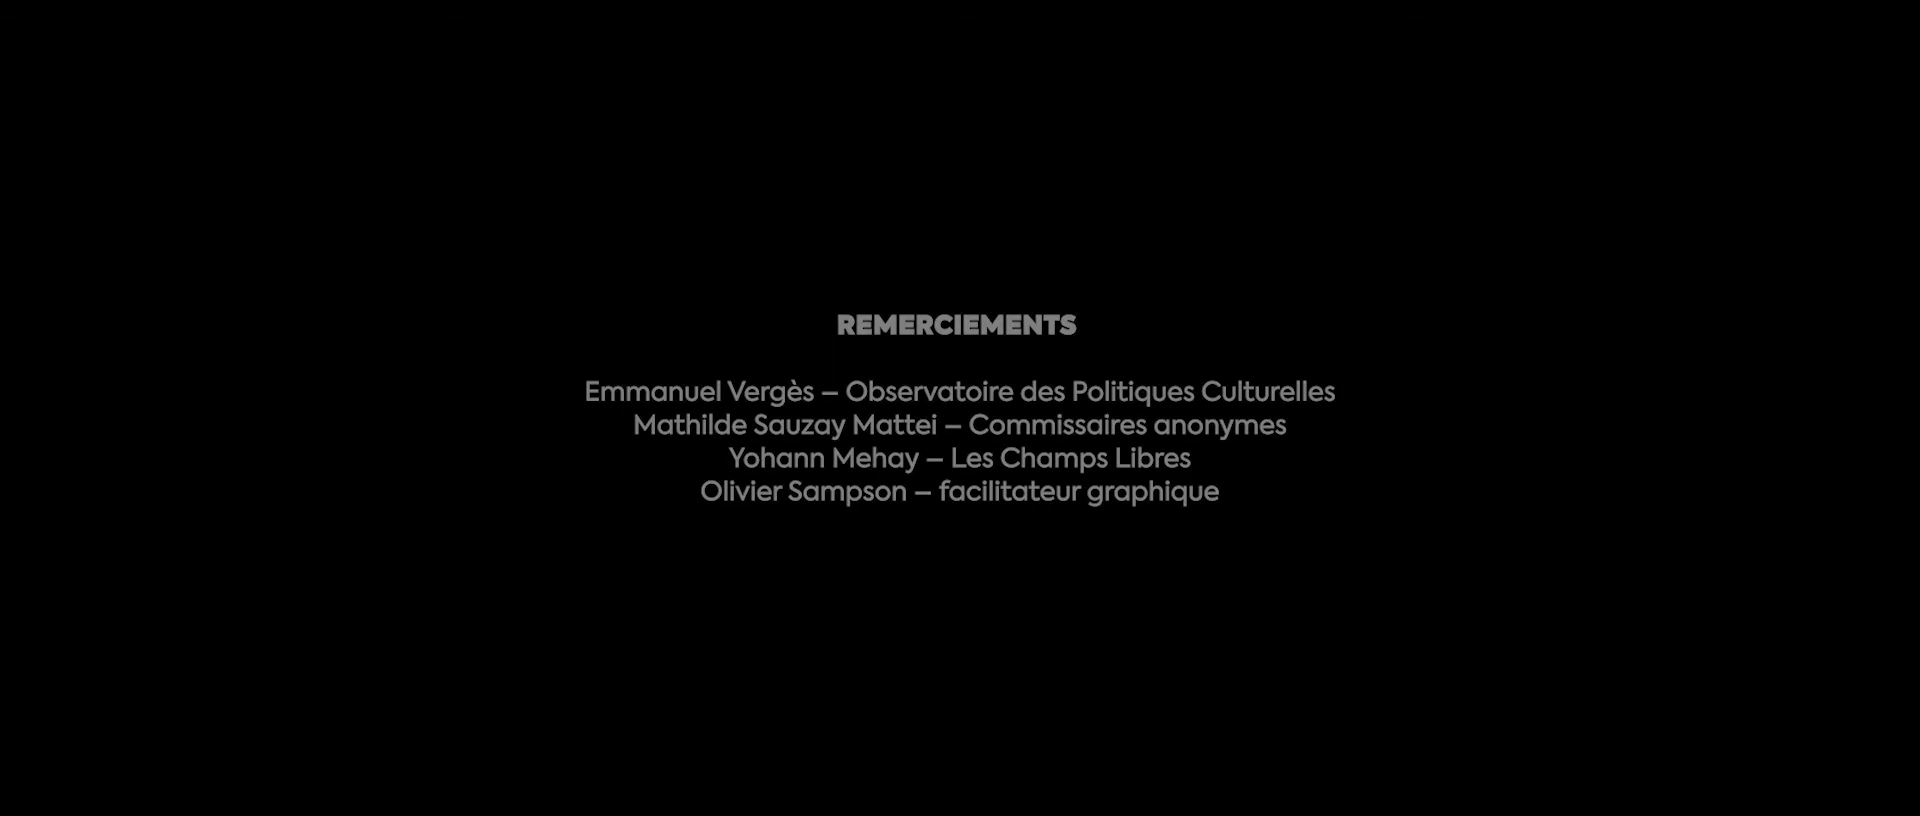 REMERCIEMENTS
Emmanuel Vergès – Observatoire des Politiques Culturelles
Mathilde Sauzay Mattei – Commissaires anonymes
Yohann Mehay – Les Champs Libres
Olivier Sampson – facilitateur graphique